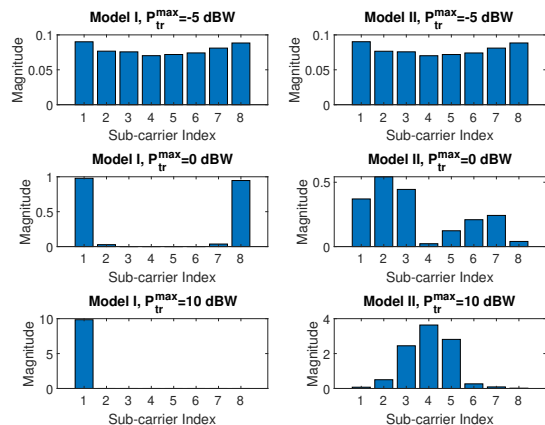 Model I, P_tr^max=-5 dBW
0.1
0.05
0
Magnitude
1 2 3 4 5 6 7 8
Sub-carrier Index
Model II, P_tr^max=-5 dBW
0.1
0.05
0
Magnitude
1 2 3 4 5 6 7 8
Sub-carrier Index
Model I, P_tr^max=0 dBW
1
0.5
0
Magnitude
1 2 3 4 5 6 7 8
Sub-carrier Index
Model II, P_tr^max=0 dBW
0.5
0
Magnitude
1 2 3 4 5 6 7 8
Sub-carrier Index
Model I, P_tr^max=10 dBW
10
5
0
Magnitude
1 2 3 4 5 6 7 8
Sub-carrier Index
Model II, P_tr^max=10 dBW
4
2
0
Magnitude
1 2 3 4 5 6 7 8
Sub-carrier Index